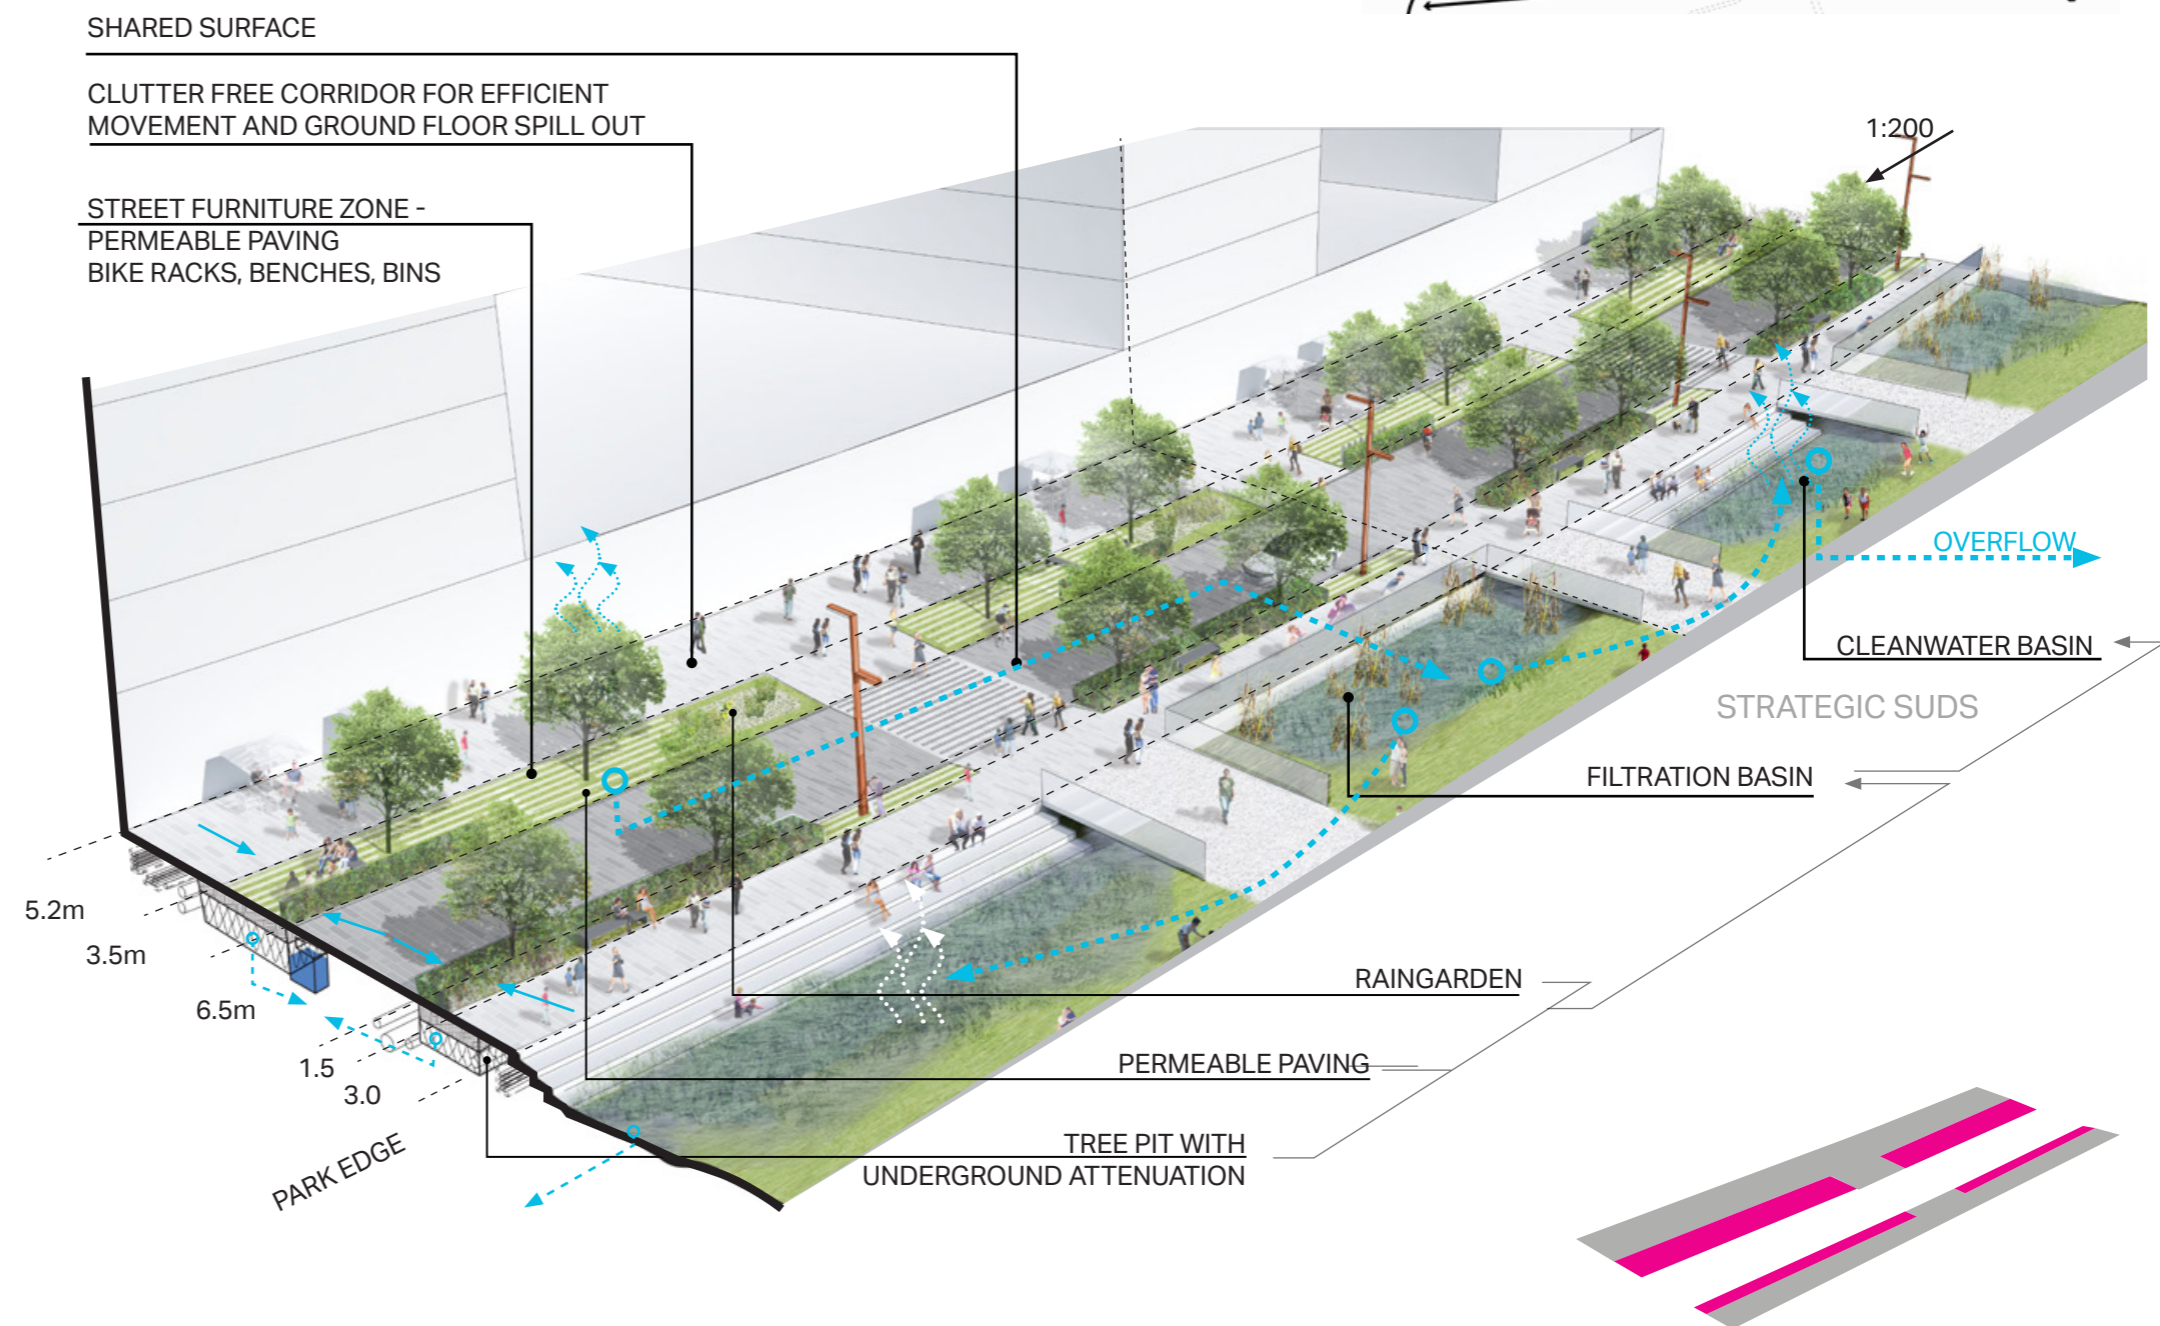 SHARED SURFACE
CLUTTER FREE CORRIDOR FOR EFFICIENT
MOVEMENT AND GROUND FLOOR SPILL OUT
STREET FURNITURE ZONE -
PERMEABLE PAVING
BIKE RACKS, BENCHES, BINS
1:200
OVERFLOW
CLEANWATER BASIN
STRATEGIC SUDS
FILTRATION BASIN
RAINGARDEN
PERMEABLE PAVING
TREE PIT WITH
UNDERGROUND ATTENUATION
5.2m
3.5m
6.5m
1.5
3.0
PARK EDGE